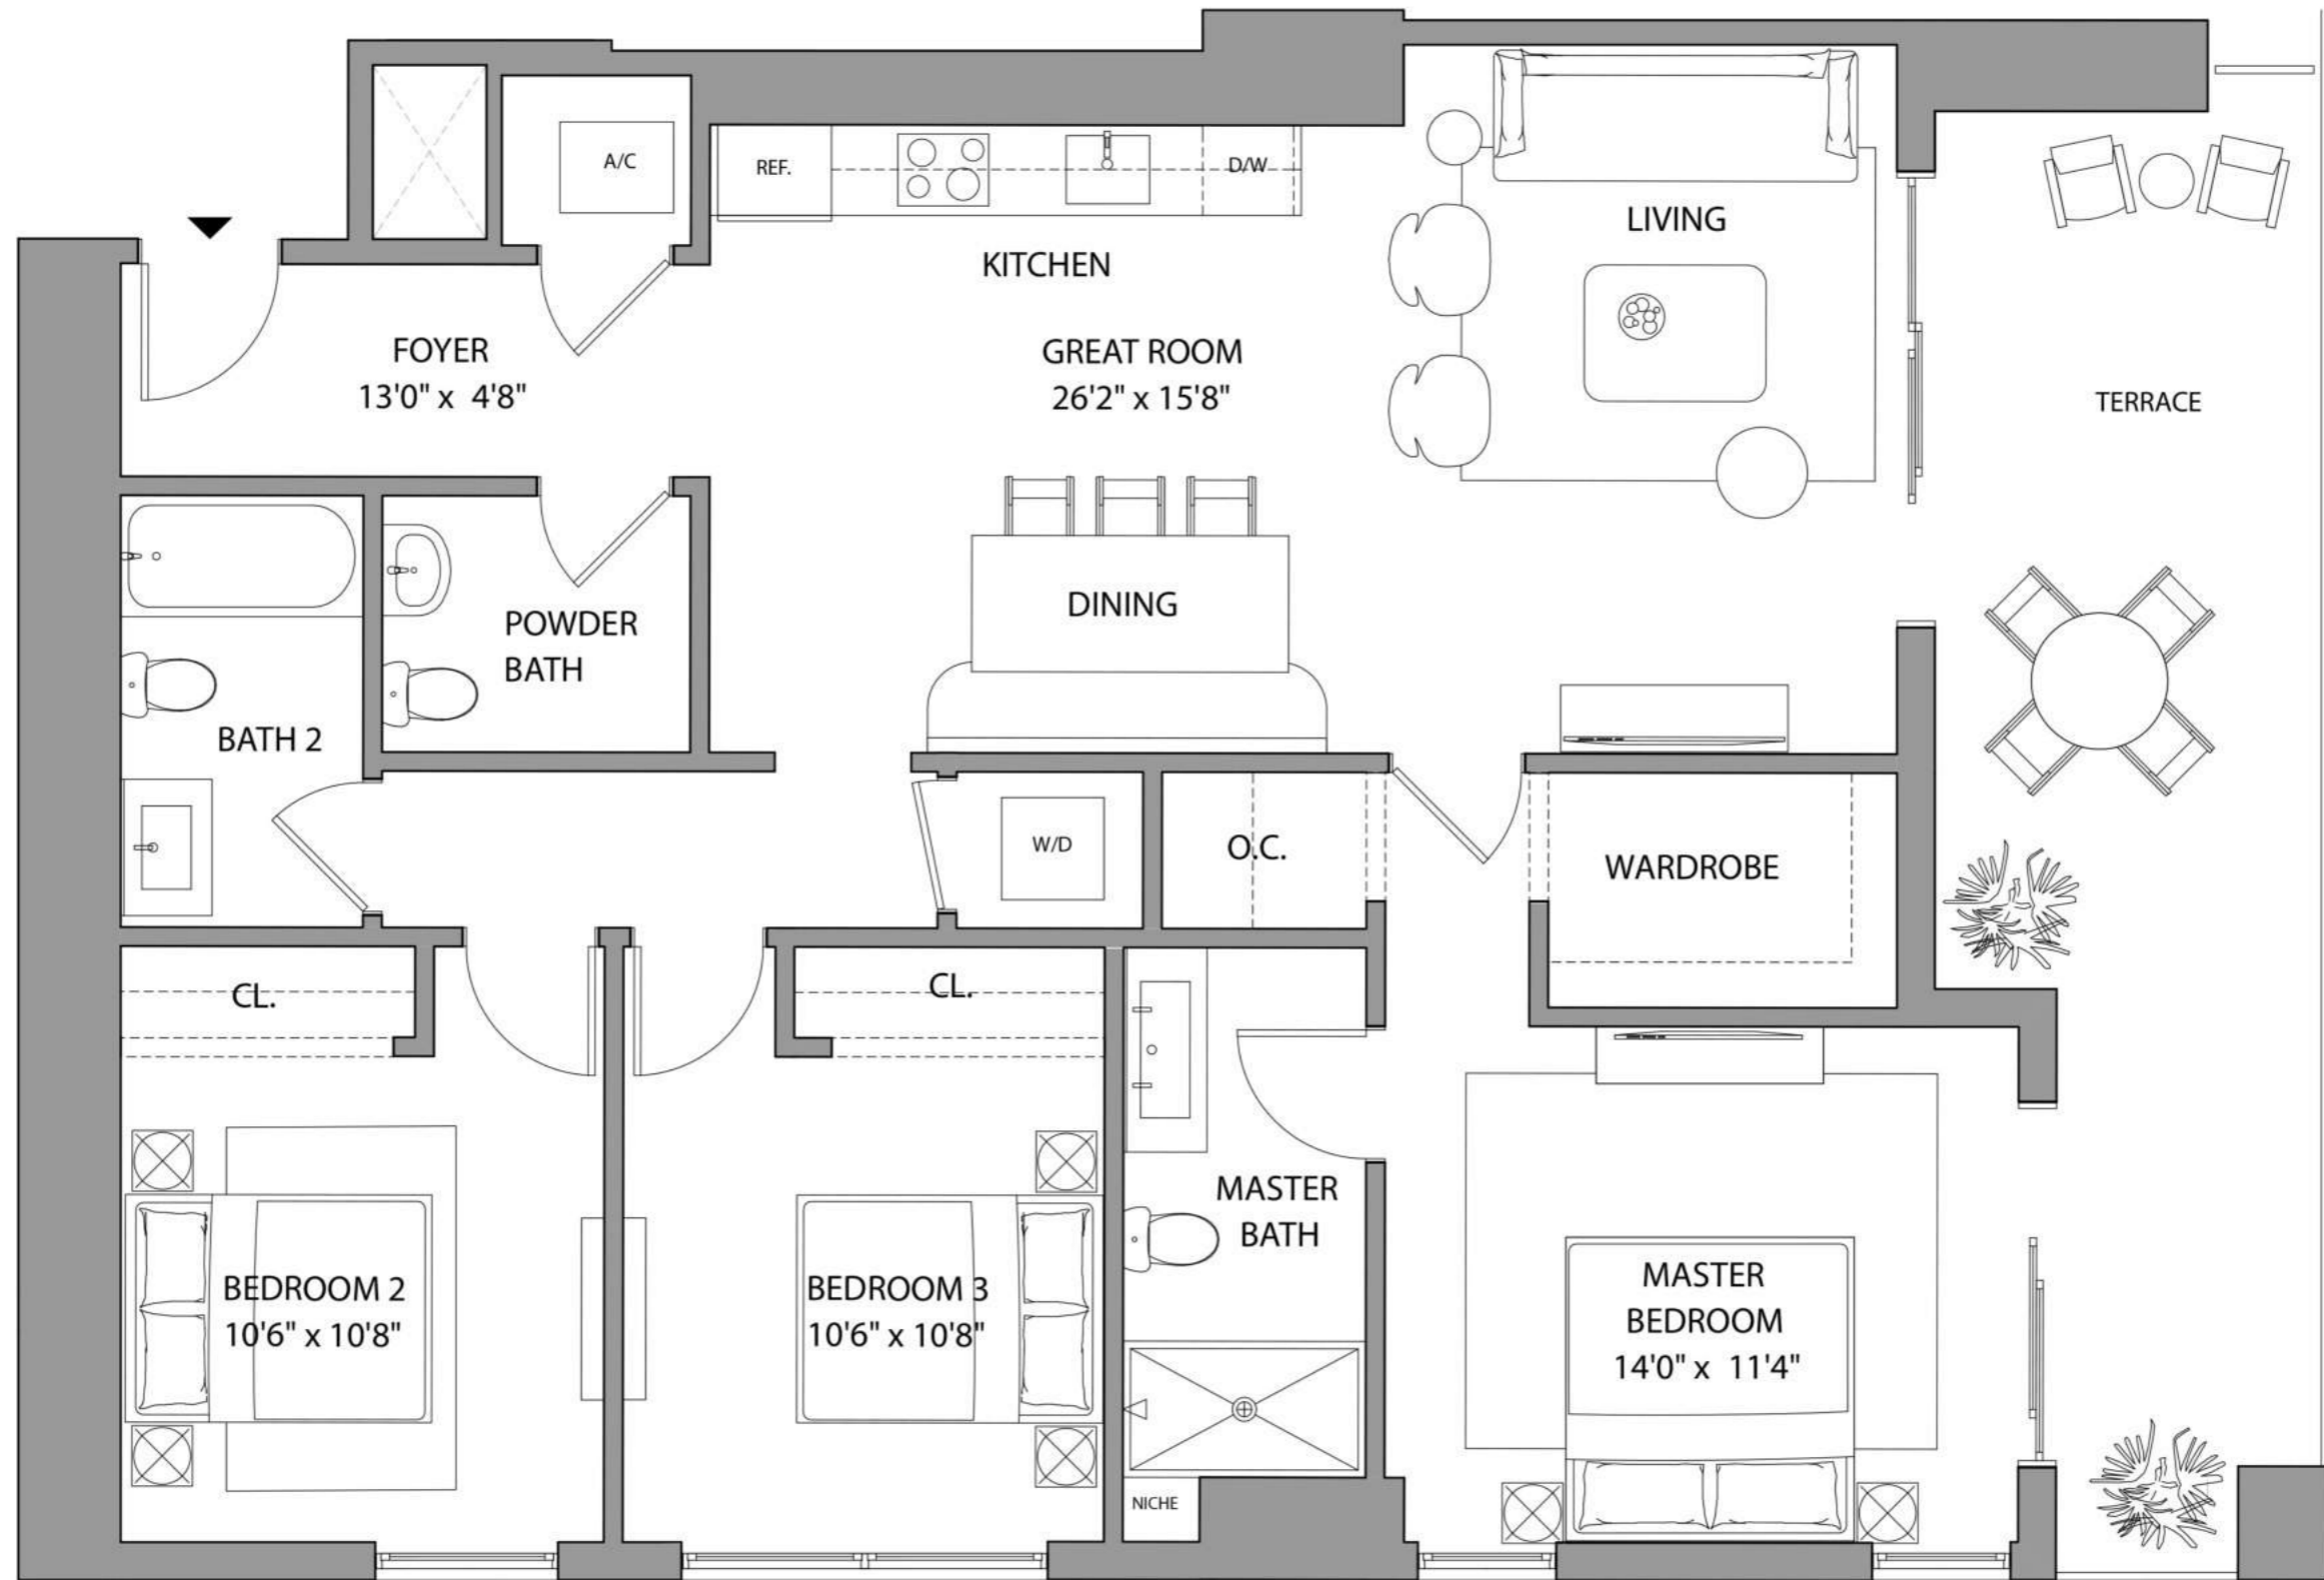 A/C
REF.
D/W
LIVING
KITCHEN
FOYER
13'0" x 4'8"
GREAT ROOM
26'2" x 15'8"
TERRACE
DINING
POWDER
BATH
BATH 2
W/D
O.C.
WARDROBE
CL.
CL.
MASTER
BATH
BEDROOM 2
10'6" x 10'8"
BEDROOM 3
10'6" x 10'8"
MASTER
BEDROOM
14'0" x 11'4"
NICHE